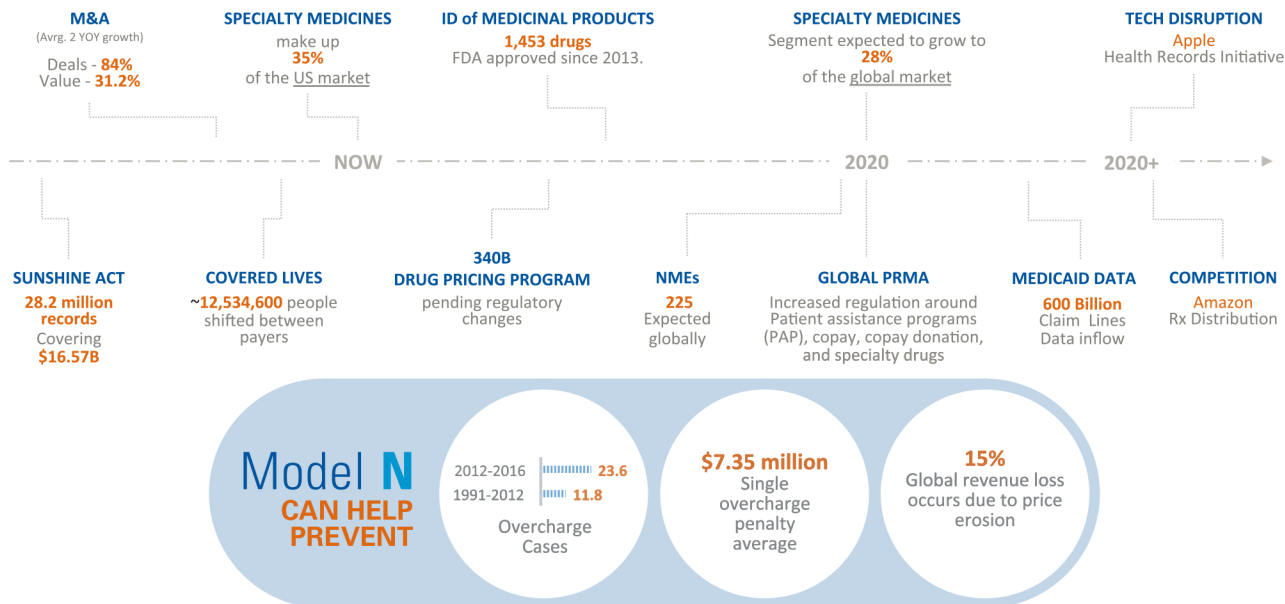 M&A
(Avrg. 2 YOY growth)
Deals - 84%
Value - 31.2%
SPECIALTY MEDICINES
make up
35%
of the US market
ID of MEDICINAL PRODUCTS
1,453 drugs
FDA approved since 2013.
SPECIALTY MEDICINES
Segment expected to grow to
28%
of the global market
TECH DISRUPTION
Apple
Health Records Initiative
NOW
2020
2020+
SUNSHINE ACT
28.2 million
records
Covering
$16.57B
COVERED LIVES
~12,534,600 people
shifted between
payers
340B
DRUG PRICING PROGRAM
pending regulatory
changes
NMEs
225
Expected
globally
GLOBAL PRMA
Increased regulation around
Patient assistance programs
(PAP), copay, copay donation,
and specialty drugs
MEDICAID DATA
600 Billion
Claim Lines
Data inflow
COMPETITION
Amazon
Rx Distribution
Model N
CAN HELP
PREVENT
2012-2016 23.6
1991-2012 11.8
Overcharge
Cases
$7.35 million
Single
overcharge
penalty
average
15%
Global revenue loss
occurs due to price
erosion